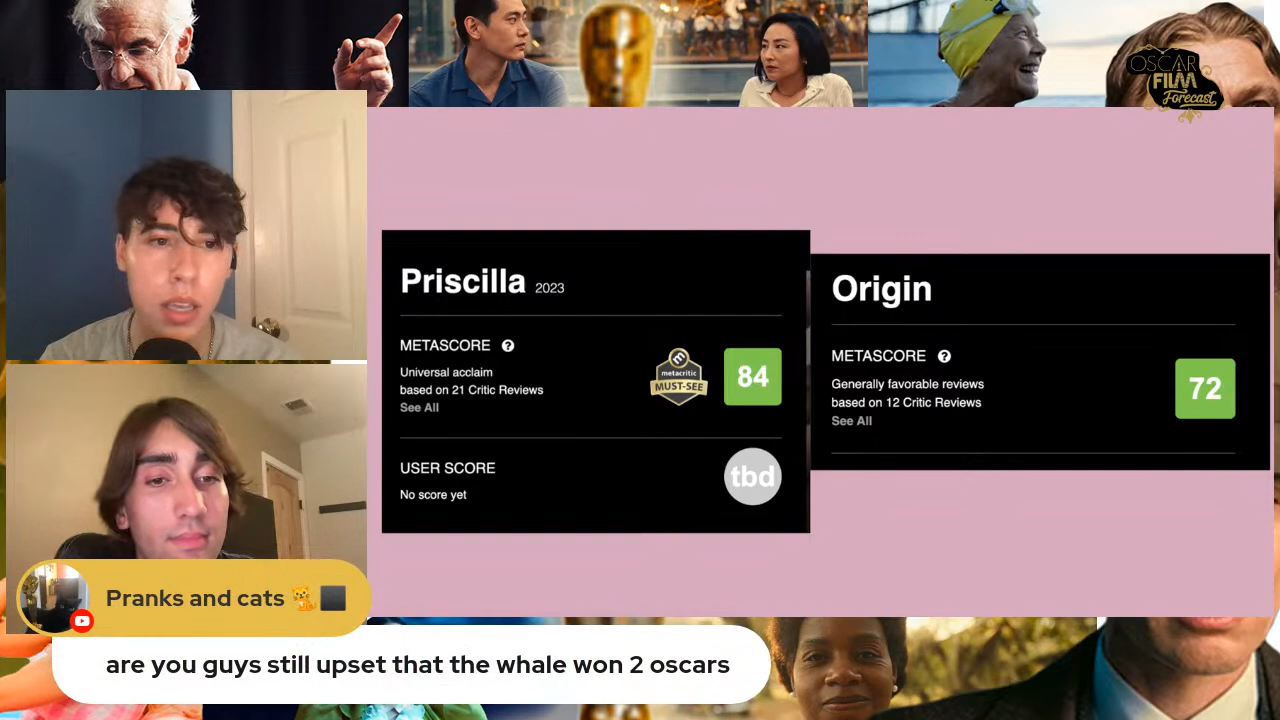 OSCAR
FILM
Forecast
Priscilla 2023
METASCORE ?
Universal acclaim
based on 21 Critic Reviews
See All
metacritic
MUST-SEE
84
USER SCORE
No score yet
tbd
Origin
METASCORE ?
Generally favorable reviews
based on 12 Critic Reviews
See All
72
Pranks and cats 🐈⬛
are you guys still upset that the whale won 2 oscars